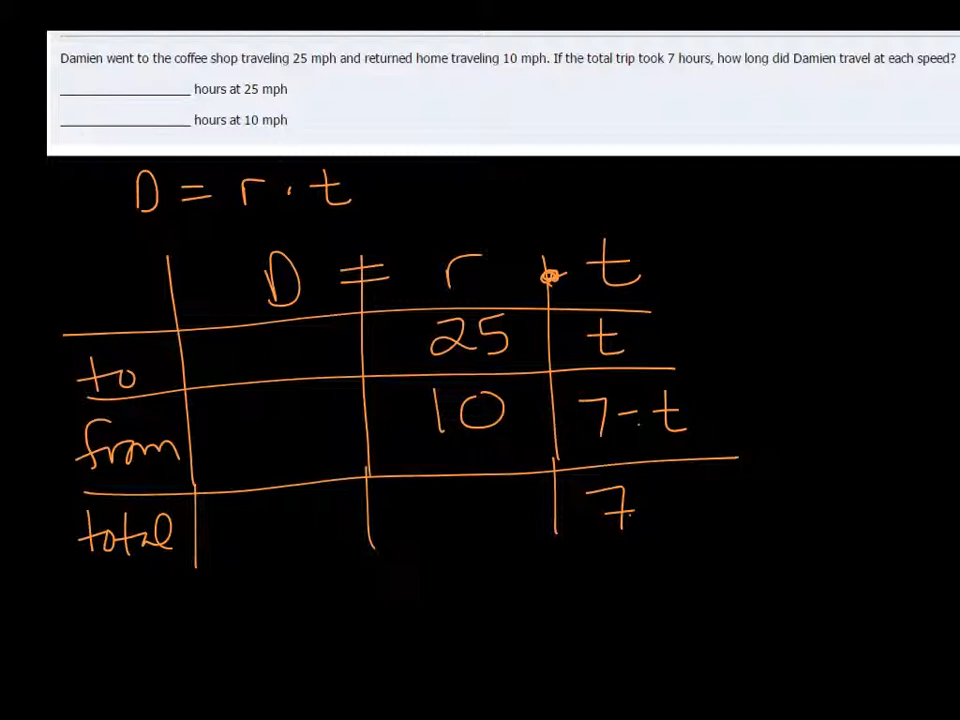 Damien went to the coffee shop traveling 25 mph and returned home traveling 10 mph. If the total trip took 7 hours, how long did Damien travel at each speed?
____________________ hours at 25 mph
____________________ hours at 10 mph
D = r · t
D = r · t
to 25 t
from 10 7 - t
total 7